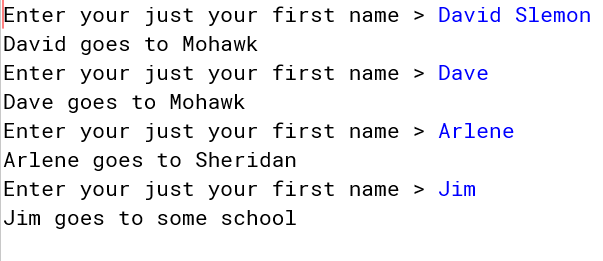 Enter your just your first name > David Slemon
David goes to Mohawk
Enter your just your first name > Dave
Dave goes to Mohawk
Enter your just your first name > Arlene
Arlene goes to Sheridan
Enter your just your first name > Jim
Jim goes to some school